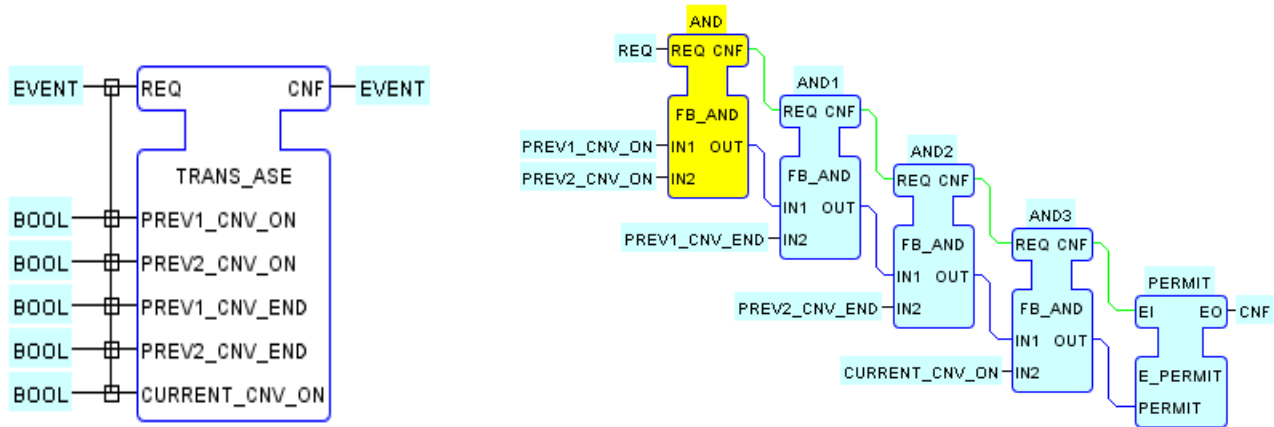 EVENT REQ CNF EVENT
TRANS_ASE
BOOL PREV1_CNV_ON
BOOL PREV2_CNV_ON
BOOL PREV1_CNV_END
BOOL PREV2_CNV_END
BOOL CURRENT_CNV_ON
AND
REQ REQ CNF
FB_AND
PREV1_CNV_ON IN1 OUT
PREV2_CNV_ON IN2
AND1
REQ CNF
FB_AND
IN1 OUT
PREV1_CNV_END IN2
AND2
REQ CNF
FB_AND
IN1 OUT
PREV2_CNV_END IN2
AND3
REQ CNF
FB_AND
IN1 OUT
CURRENT_CNV_ON IN2
PERMIT
EI EO CNF
E_PERMIT
PERMIT